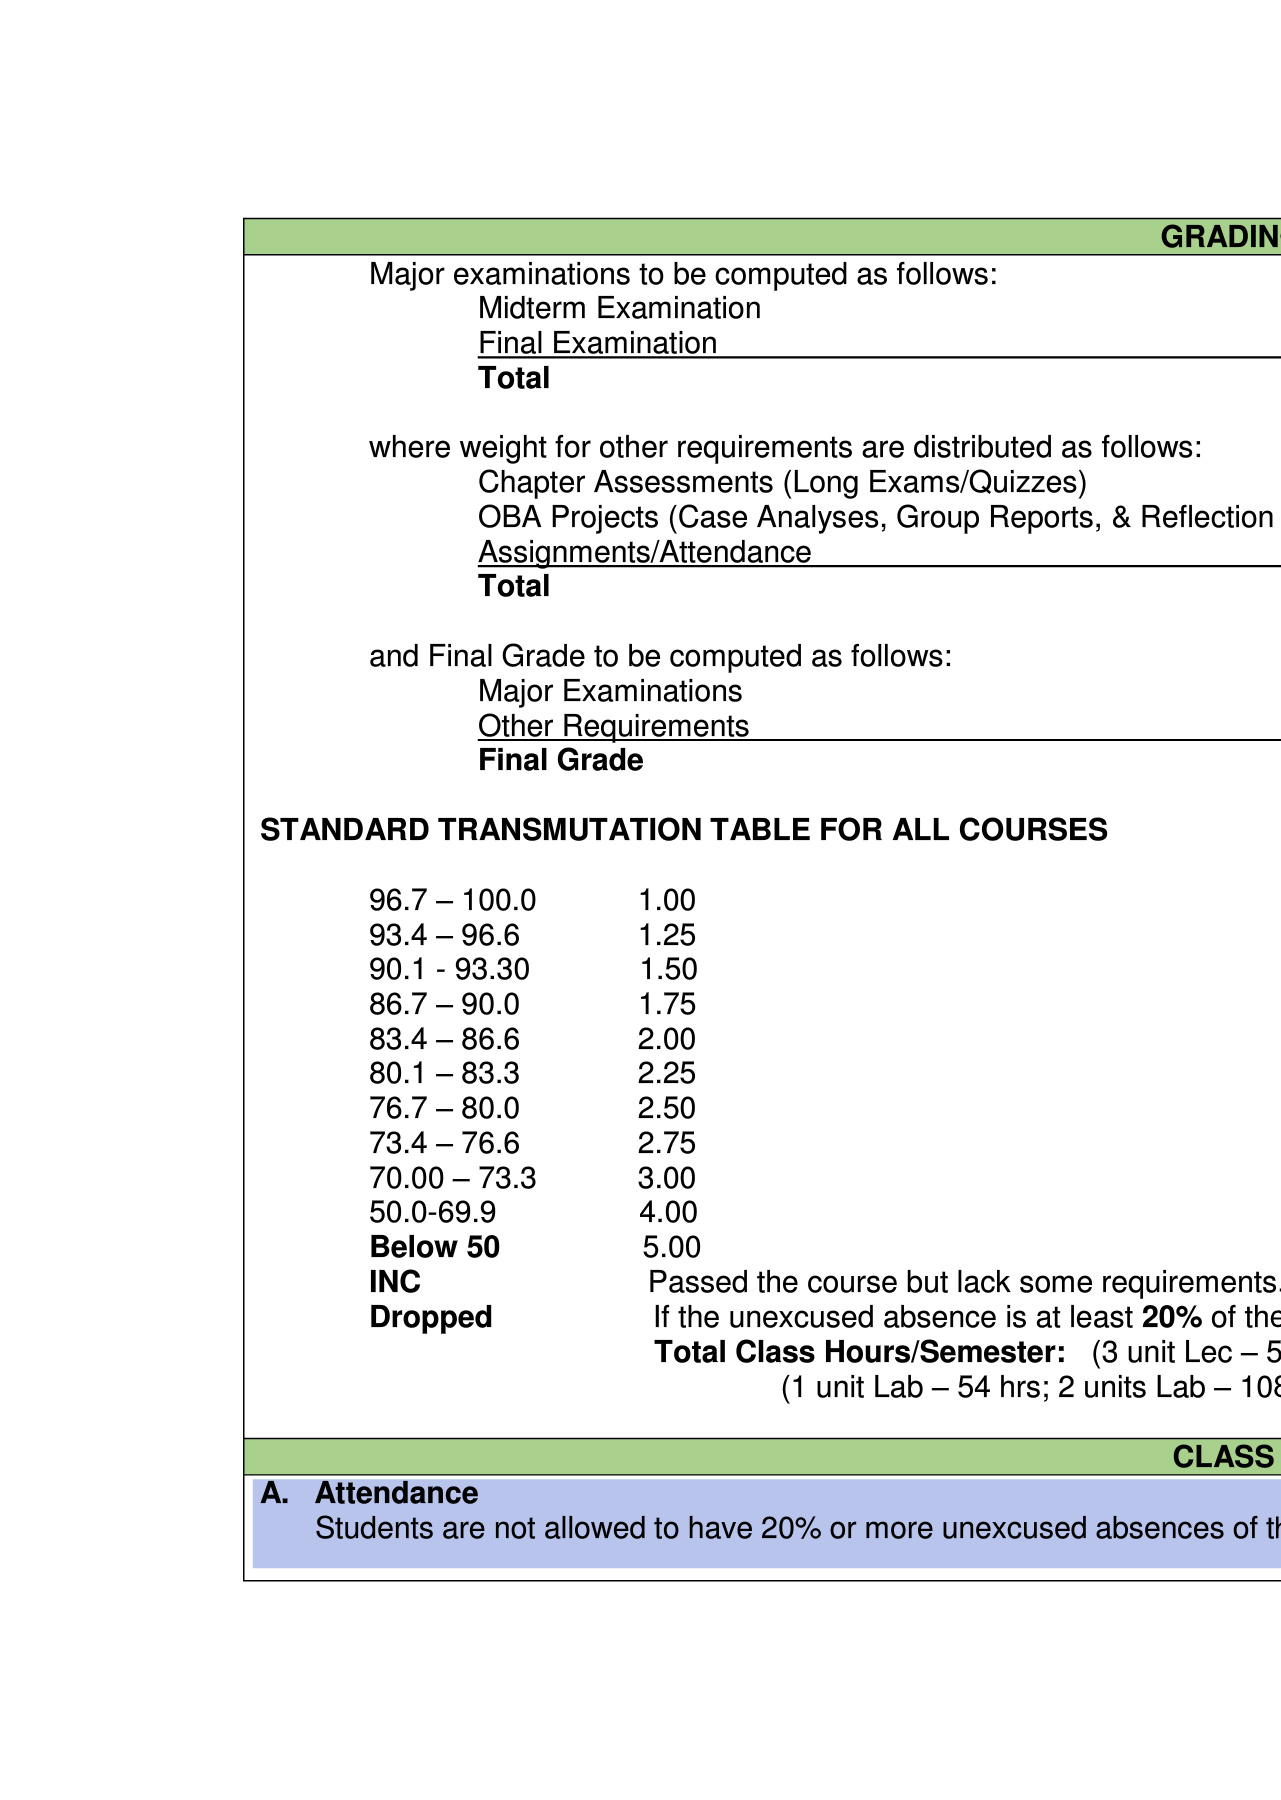 GRADIN
Major examinations to be computed as follows:
Midterm Examination
Final Examination
Total
where weight for other requirements are distributed as follows:
Chapter Assessments (Long Exams/Quizzes)
OBA Projects (Case Analyses, Group Reports, & Reflection
Assignments/Attendance
Total
and Final Grade to be computed as follows:
Major Examinations
Other Requirements
Final Grade
STANDARD TRANSMUTATION TABLE FOR ALL COURSES
96.7 – 100.0 1.00
93.4 – 96.6 1.25
90.1 - 93.30 1.50
86.7 – 90.0 1.75
83.4 – 86.6 2.00
80.1 – 83.3 2.25
76.7 – 80.0 2.50
73.4 – 76.6 2.75
70.00 – 73.3 3.00
50.0-69.9 4.00
Below 50 5.00
INC Passed the course but lack some requirements.
Dropped If the unexcused absence is at least 20% of the
Total Class Hours/Semester: (3 unit Lec – 5
(1 unit Lab – 54 hrs; 2 units Lab – 108
CLASS
A. Attendance
Students are not allowed to have 20% or more unexcused absences of th